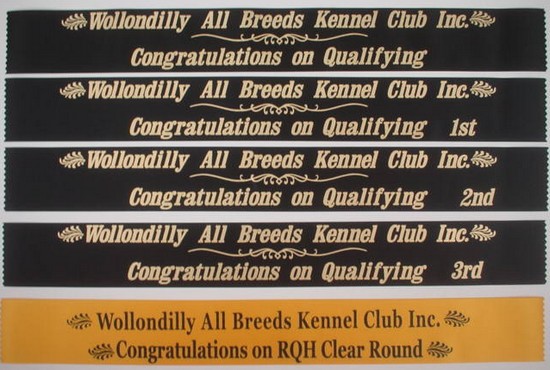 Wollondilly All Breeds Kennel Club Inc.
Congratulations on Qualifying
Wollondilly All Breeds Kennel Club Inc.
Congratulations on Qualifying 1st
Wollondilly All Breeds Kennel Club Inc.
Congratulations on Qualifying 2nd
Wollondilly All Breeds Kennel Club Inc.
Congratulations on Qualifying 3rd
Wollondilly All Breeds Kennel Club Inc.
Congratulations on RQH Clear Round